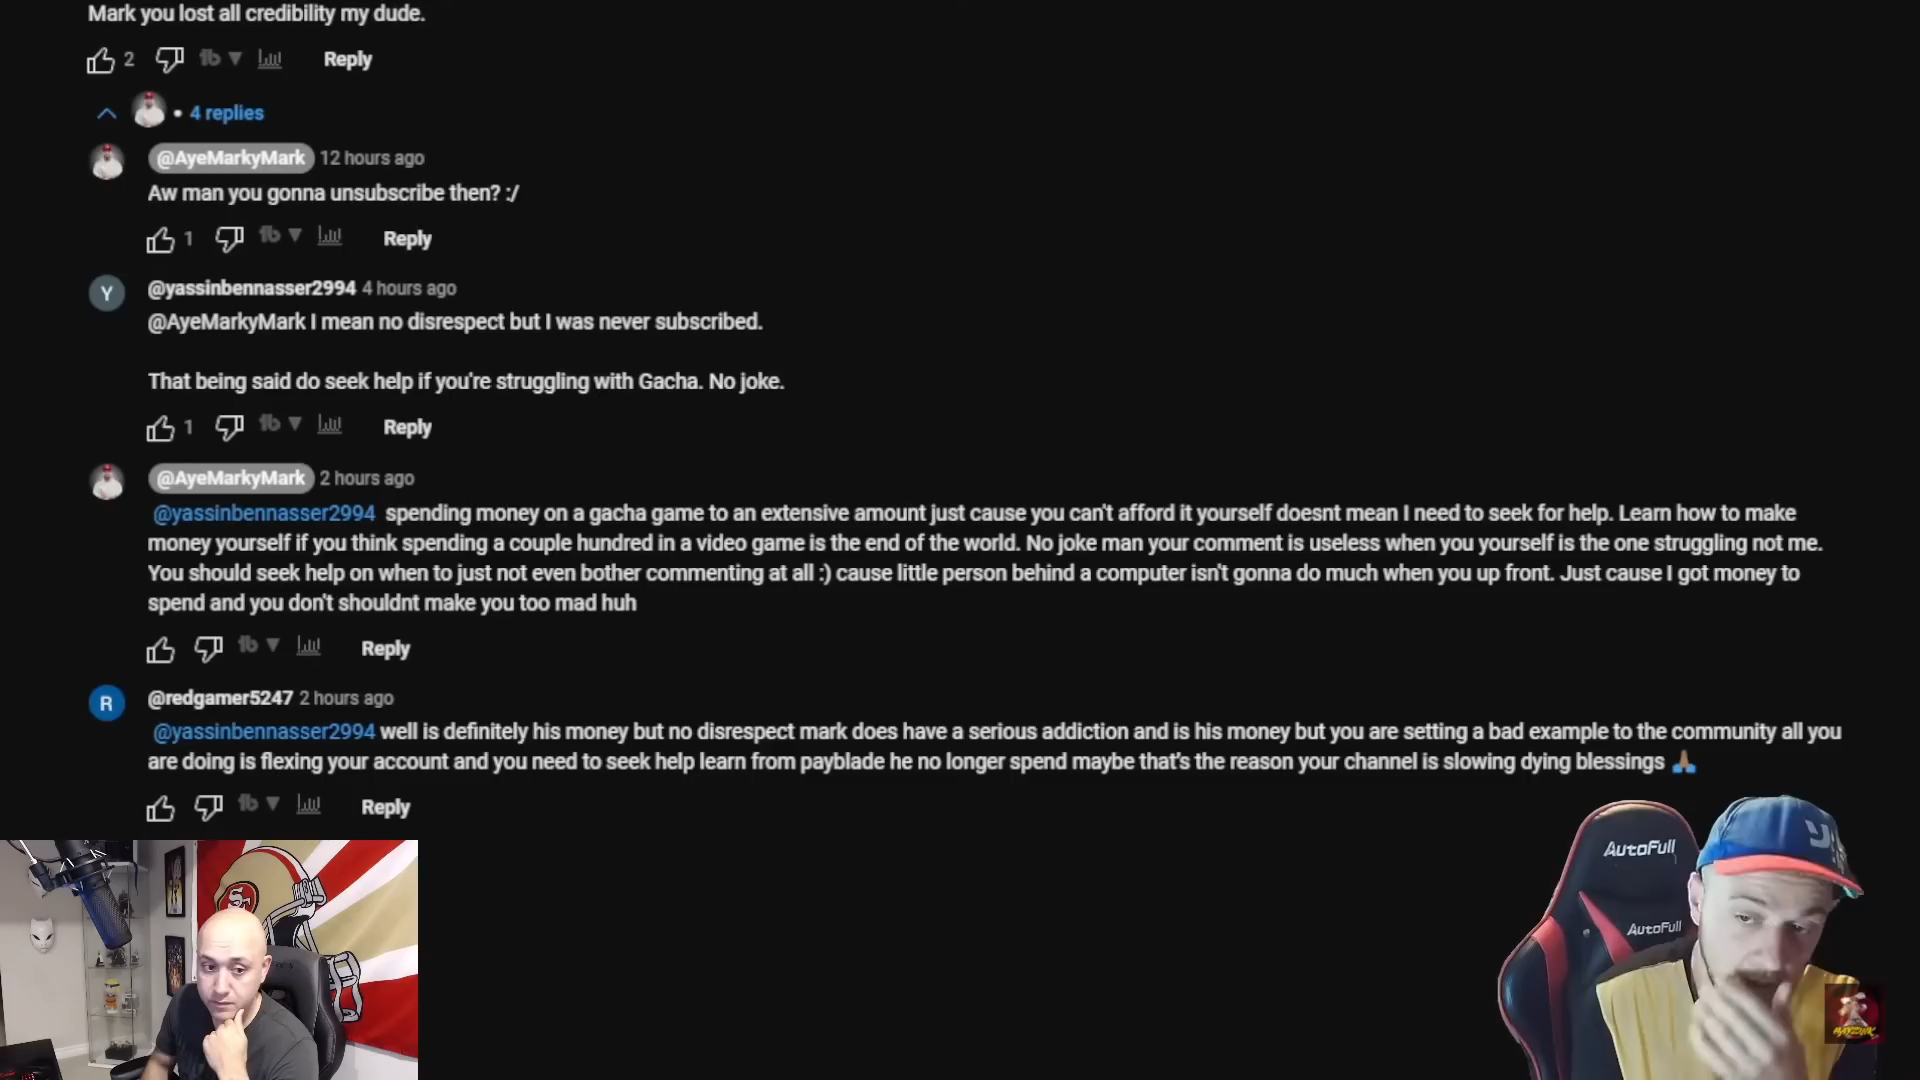 Mark you lost all credibility my dude.
2 Reply
4 replies
@AyeMarkyMark 12 hours ago
Aw man you gonna unsubscribe then? :/
1 Reply
Y @yassinbennasser2994 4 hours ago
@AyeMarkyMark I mean no disrespect but I was never subscribed.
That being said do seek help if you're struggling with Gacha. No joke.
1 Reply
@AyeMarkyMark 2 hours ago
@yassinbennasser2994 spending money on a gacha game to an extensive amount just cause you can't afford it yourself doesnt mean I need to seek for help. Learn how to make
money yourself if you think spending a couple hundred in a video game is the end of the world. No joke man your comment is useless when you yourself is the one struggling not me.
You should seek help on when to just not even bother commenting at all :) cause little person behind a computer isn't gonna do much when you up front. Just cause I got money to
spend and you don't shouldnt make you too mad huh
Reply
R @redgamer5247 2 hours ago
@yassinbennasser2994 well is definitely his money but no disrespect mark does have a serious addiction and is his money but you are setting a bad example to the community all you
are doing is flexing your account and you need to seek help learn from payblade he no longer spend maybe that's the reason your channel is slowing dying blessings 🙏🏽
Reply
AutoFull
AutoFull
SF